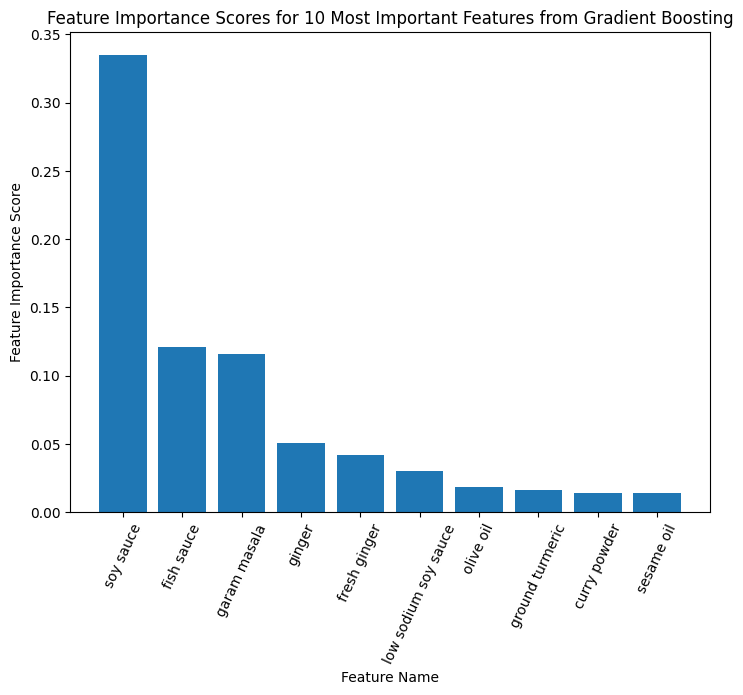 Feature Importance Scores for 10 Most Important Features from Gradient Boosting
Feature Importance Score
0.35
0.30
0.25
0.20
0.15
0.10
0.05
0.00
soy sauce
fish sauce
garam masala
ginger
fresh ginger
low sodium soy sauce
olive oil
ground turmeric
curry powder
sesame oil
Feature Name